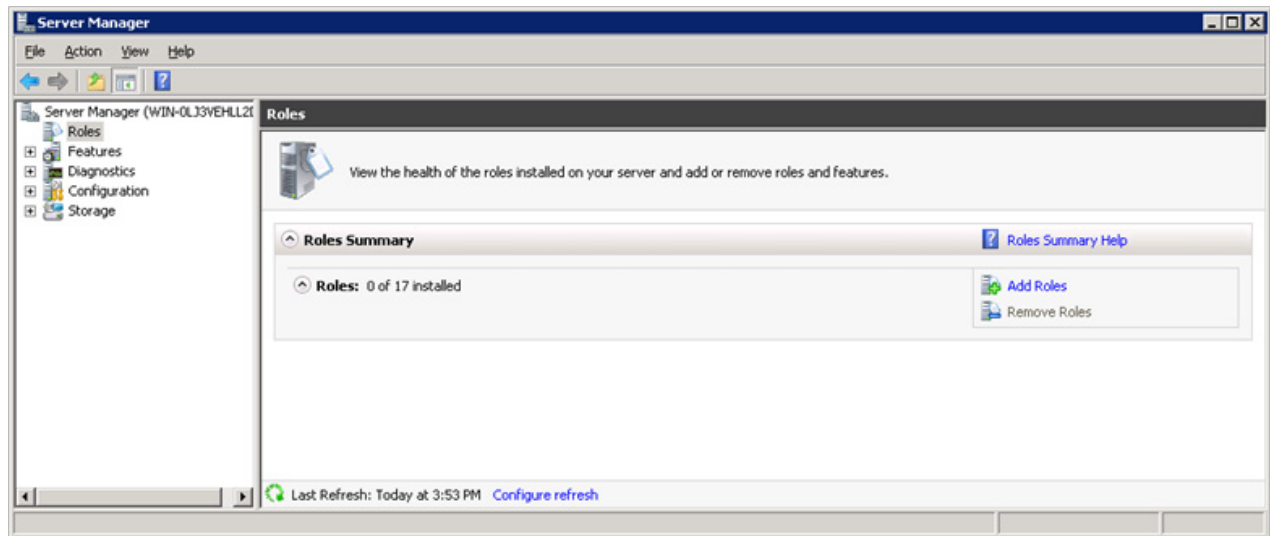 Server Manager
File Action View Help
Server Manager (WIN-0LJ3VEHLL2
Roles
Features
Diagnostics
Configuration
Storage
Roles
View the health of the roles installed on your server and add or remove roles and features.
Roles Summary
Roles Summary Help
Roles: 0 of 17 installed
Add Roles
Remove Roles
Last Refresh: Today at 3:53 PM Configure refresh